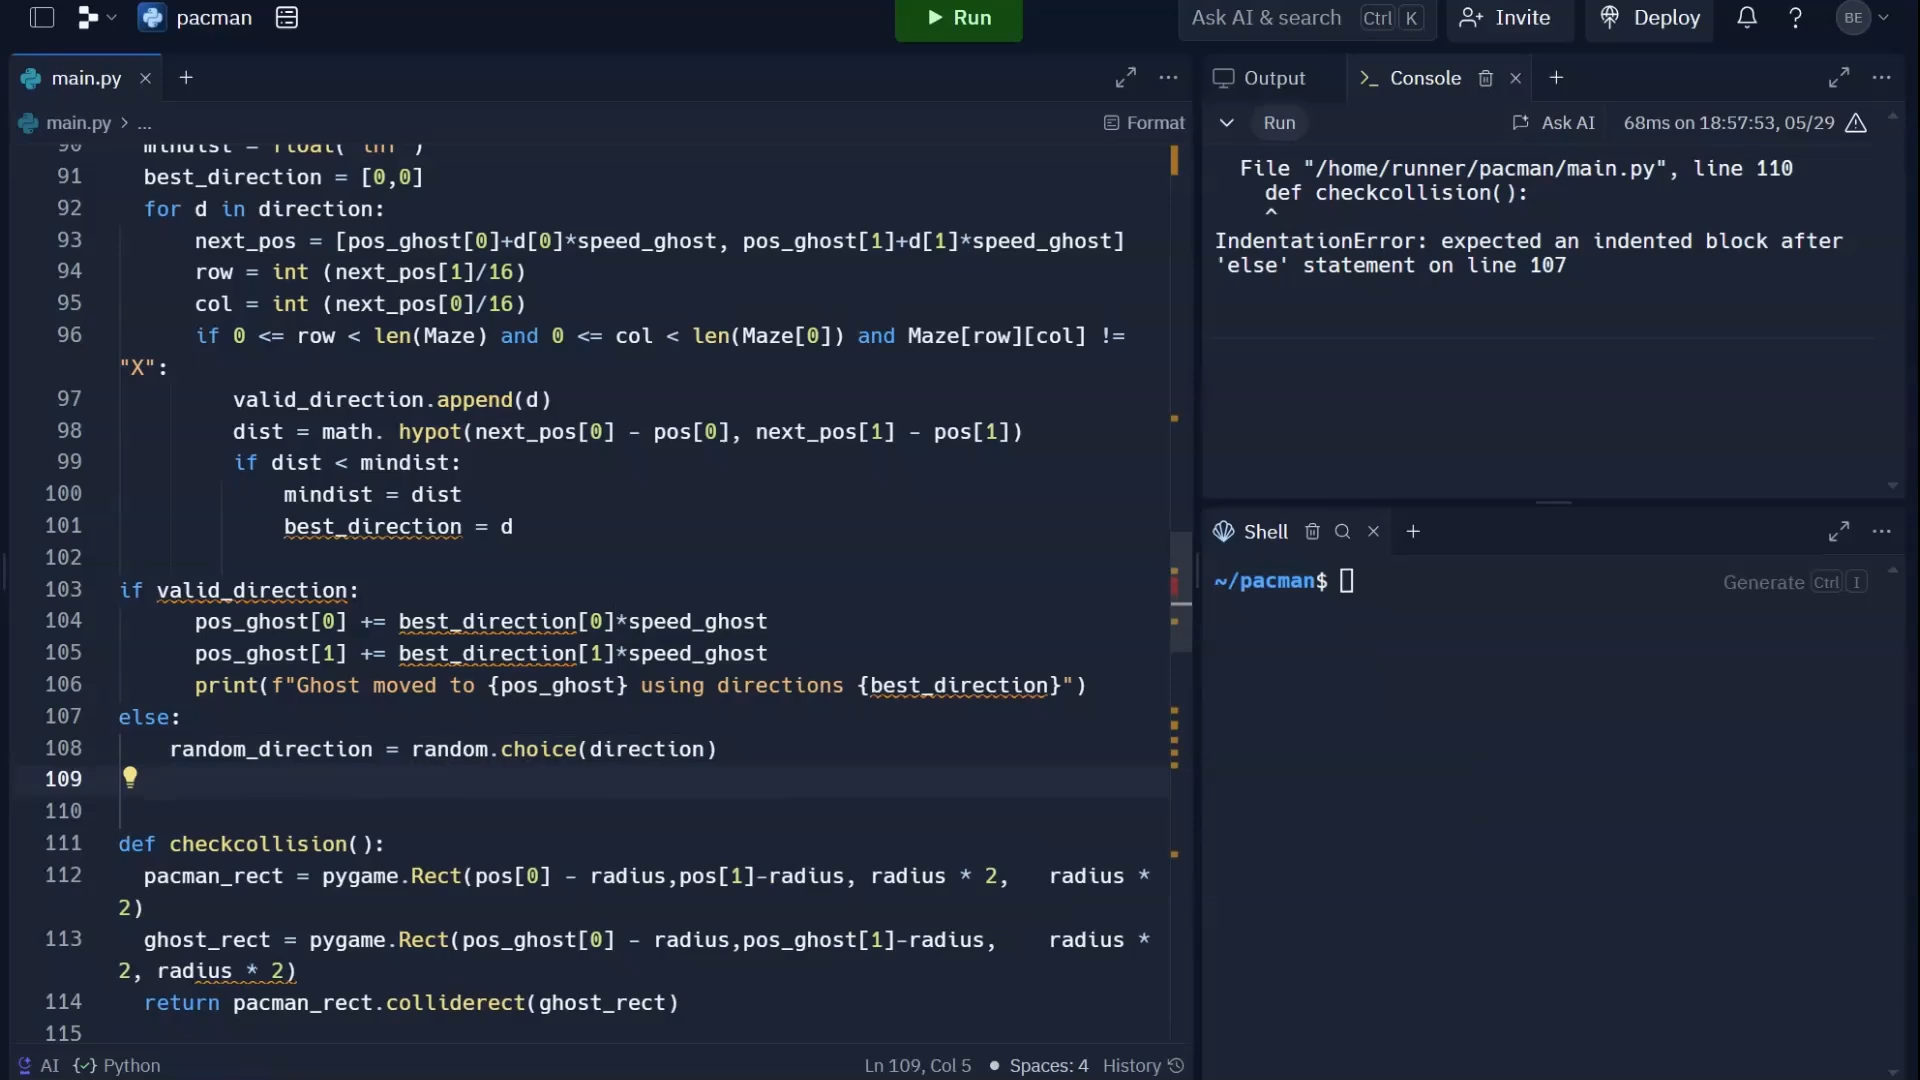 pacman
Run
Ask AI & search Ctrl K
Invite
Deploy
BE
main.py
main.py > ...
Format
90 mindist = float('inf')
91 best_direction = [0,0]
92 for d in direction:
93 next_pos = [pos_ghost[0]+d[0]*speed_ghost, pos_ghost[1]+d[1]*speed_ghost]
94 row = int (next_pos[1]/16)
95 col = int (next_pos[0]/16)
96 if 0 <= row < len(Maze) and 0 <= col < len(Maze[0]) and Maze[row][col] !=
"X":
97 valid_direction.append(d)
98 dist = math. hypot(next_pos[0] - pos[0], next_pos[1] - pos[1])
99 if dist < mindist:
100 mindist = dist
101 best_direction = d
102
103 if valid_direction:
104 pos_ghost[0] += best_direction[0]*speed_ghost
105 pos_ghost[1] += best_direction[1]*speed_ghost
106 print(f"Ghost moved to {pos_ghost} using directions {best_direction}")
107 else:
108 random_direction = random.choice(direction)
109
110
111 def checkcollision():
112 pacman_rect = pygame.Rect(pos[0] - radius,pos[1]-radius, radius * 2, radius *
2)
113 ghost_rect = pygame.Rect(pos_ghost[0] - radius,pos_ghost[1]-radius, radius *
2, radius * 2)
114 return pacman_rect.colliderect(ghost_rect)
115
AI Python
Ln 109, Col 5 Spaces: 4 History
Output
Console
Run
Ask AI
68ms on 18:57:53, 05/29
File "/home/runner/pacman/main.py", line 110
def checkcollision():
^
IndentationError: expected an indented block after
'else' statement on line 107
Shell
~/pacman$
Generate Ctrl I